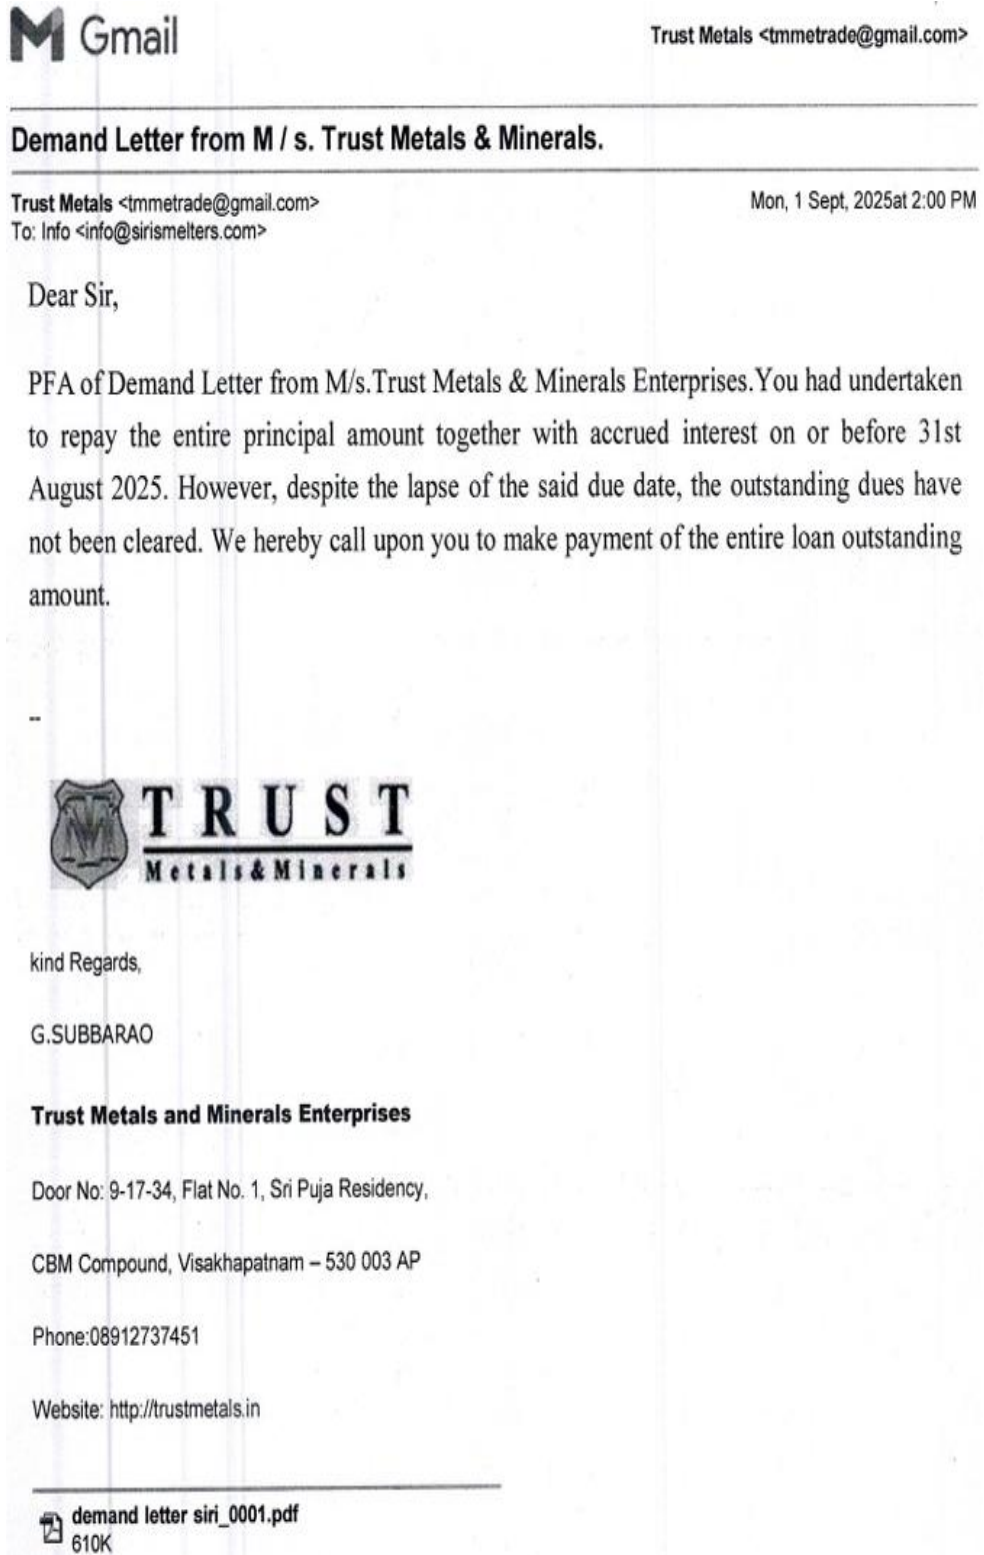 Gmail
Trust Metals <tmmetrade@gmail.com>
Demand Letter from M / s. Trust Metals & Minerals.
Trust Metals <tmmetrade@gmail.com>
Mon, 1 Sept, 2025at 2:00 PM
To: Info <info@sirismelters.com>
Dear Sir,
PFA of Demand Letter from M/s.Trust Metals & Minerals Enterprises.You had undertaken
to repay the entire principal amount together with accrued interest on or before 31st
August 2025. However, despite the lapse of the said due date, the outstanding dues have
not been cleared. We hereby call upon you to make payment of the entire loan outstanding
amount.
--
TRUST
Metals&Minerals
kind Regards,
G.SUBBARAO
Trust Metals and Minerals Enterprises
Door No: 9-17-34, Flat No. 1, Sri Puja Residency,
CBM Compound, Visakhapatnam – 530 003 AP
Phone:08912737451
Website: http://trustmetals.in
demand letter siri_0001.pdf
610K